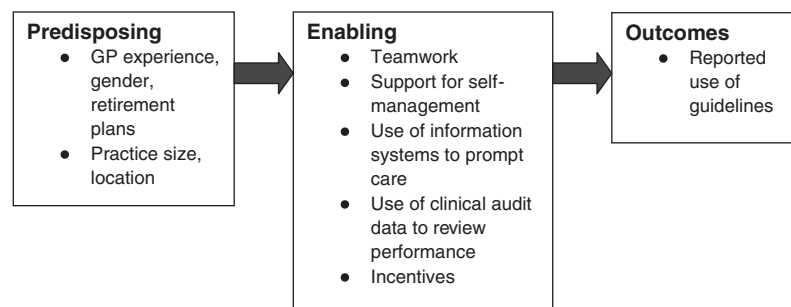 Predisposing
● GP experience,
gender,
retirement
plans
● Practice size,
location
Enabling
● Teamwork
● Support for self-
management
● Use of information
systems to prompt
care
● Use of clinical audit
data to review
performance
● Incentives
Outcomes
● Reported
use of
guidelines